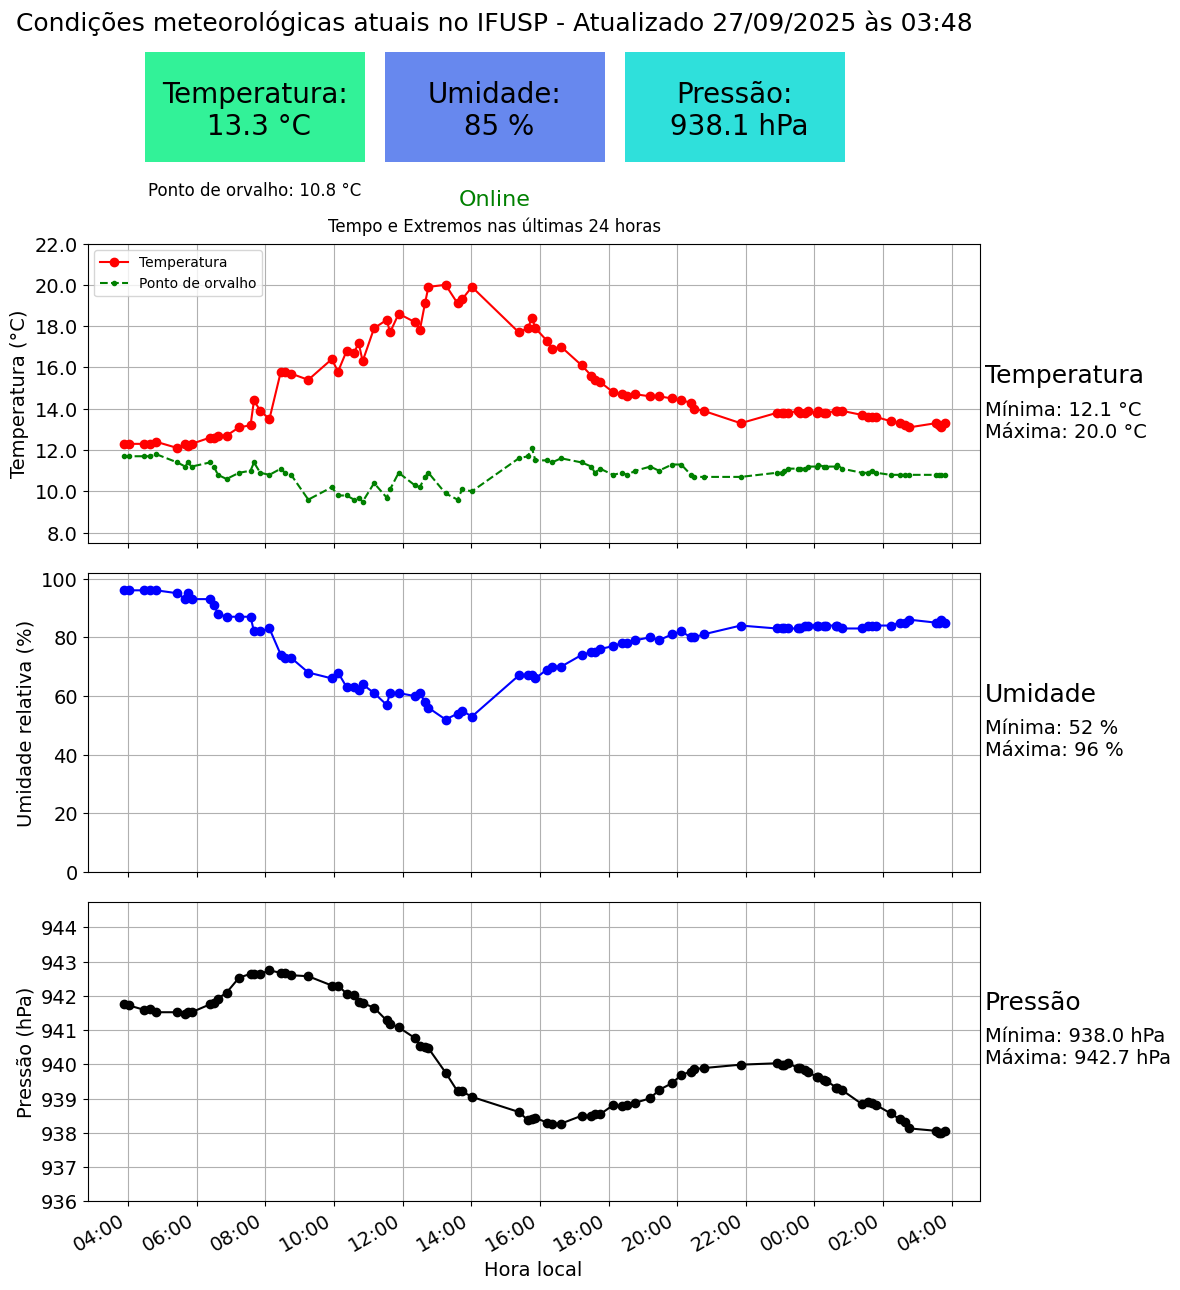 Condições meteorológicas atuais no IFUSP - Atualizado 27/09/2025 às 03:48
Temperatura:
13.3 °C
Umidade:
85 %
Pressão:
938.1 hPa
Ponto de orvalho: 10.8 °C
Online
Tempo e Extremos nas últimas 24 horas
22.0
20.0
18.0
16.0
14.0
12.0
10.0
8.0
Temperatura (°C)
Temperatura
Ponto de orvalho
Temperatura
Mínima: 12.1 °C
Máxima: 20.0 °C
100
80
60
40
20
0
Umidade relativa (%)
Umidade
Mínima: 52 %
Máxima: 96 %
944
943
942
941
940
939
938
937
936
Pressão (hPa)
Pressão
Mínima: 938.0 hPa
Máxima: 942.7 hPa
04:00
06:00
08:00
10:00
12:00
14:00
16:00
18:00
20:00
22:00
00:00
02:00
04:00
Hora local